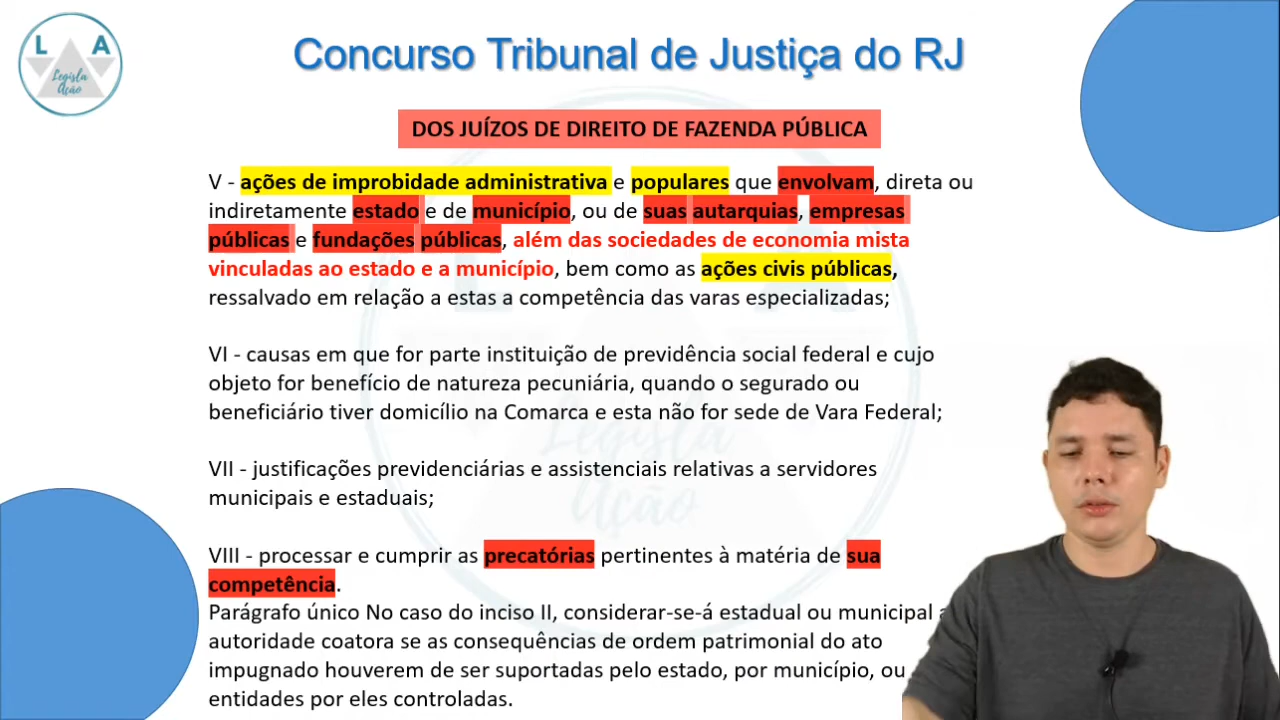 L A
Legisla
Ação
Concurso Tribunal de Justiça do RJ
DOS JUÍZOS DE DIREITO DE FAZENDA PÚBLICA
V - ações de improbidade administrativa e populares que envolvam, direta ou
indiretamente estado e de município, ou de suas autarquias, empresas
públicas e fundações públicas, além das sociedades de economia mista
vinculadas ao estado e a município, bem como as ações civis públicas,
ressalvado em relação a estas a competência das varas especializadas;
VI - causas em que for parte instituição de previdência social federal e cujo
objeto for benefício de natureza pecuniária, quando o segurado ou
beneficiário tiver domicílio na Comarca e esta não for sede de Vara Federal;
VII - justificações previdenciárias e assistenciais relativas a servidores
municipais e estaduais;
VIII - processar e cumprir as precatórias pertinentes à matéria de sua
competência.
Parágrafo único No caso do inciso II, considerar-se-á estadual ou municipal a
autoridade coatora se as consequências de ordem patrimonial do ato
impugnado houverem de ser suportadas pelo estado, por município, ou
entidades por eles controladas.
L A
Legisla
Ação